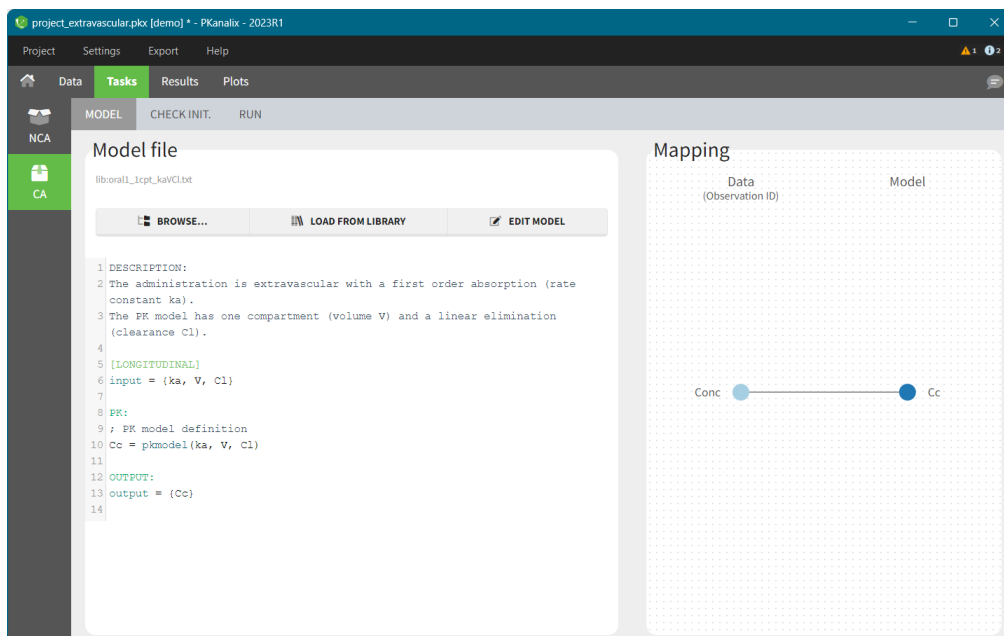 project_extravascular.pkx [demo] * - PKanalix - 2023R1
Project Settings Export Help
1 2
Data Tasks Results Plots
NCA
CA
MODEL CHECK INIT. RUN
Model file
lib:oral1_1cpt_kaVCl.txt
BROWSE... LOAD FROM LIBRARY EDIT MODEL
1 DESCRIPTION:
2 The administration is extravascular with a first order absorption (rate
constant ka).
3 The PK model has one compartment (volume V) and a linear elimination
(clearance Cl).
4
5 [LONGITUDINAL]
6 input = {ka, V, Cl}
7
8 PK:
9 ; PK model definition
10 Cc = pkmodel(ka, V, Cl)
11
12 OUTPUT:
13 output = {Cc}
14
Mapping
Data Model
(Observation ID)
Conc Cc